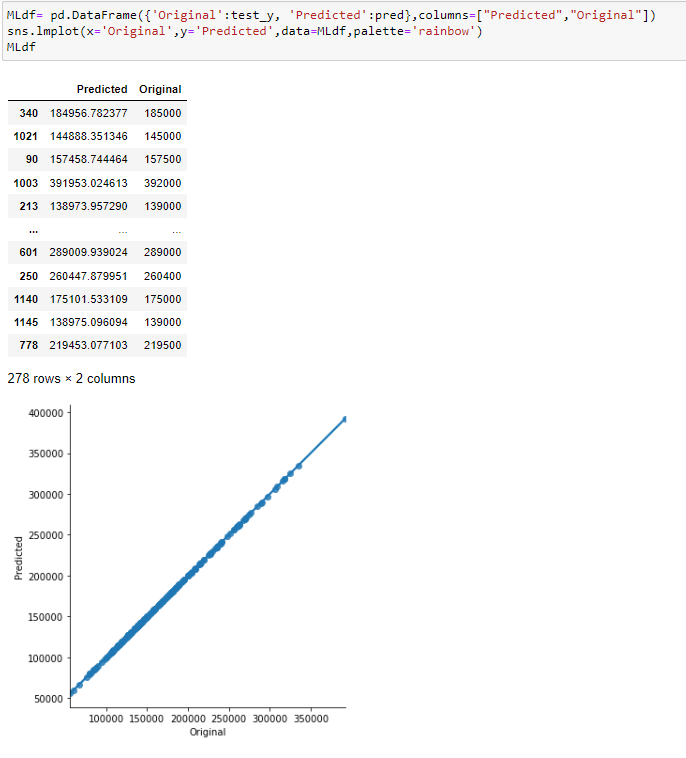 MLdf= pd.DataFrame({'Original':test_y, 'Predicted':pred},columns=["Predicted","Original"])
sns.lmplot(x='Original',y='Predicted',data=MLdf,palette='rainbow')
MLdf
Predicted Original
340 184956.782377 185000
1021 144888.351346 145000
90 157458.744464 157500
1003 391953.024613 392000
213 138973.957290 139000
... ... ...
601 289009.939024 289000
250 260447.879951 260400
1140 175101.533109 175000
1145 138975.096094 139000
778 219453.077103 219500
278 rows × 2 columns
400000
350000
300000
250000
200000
150000
100000
50000
Predicted
100000 150000 200000 250000 300000 350000
Original